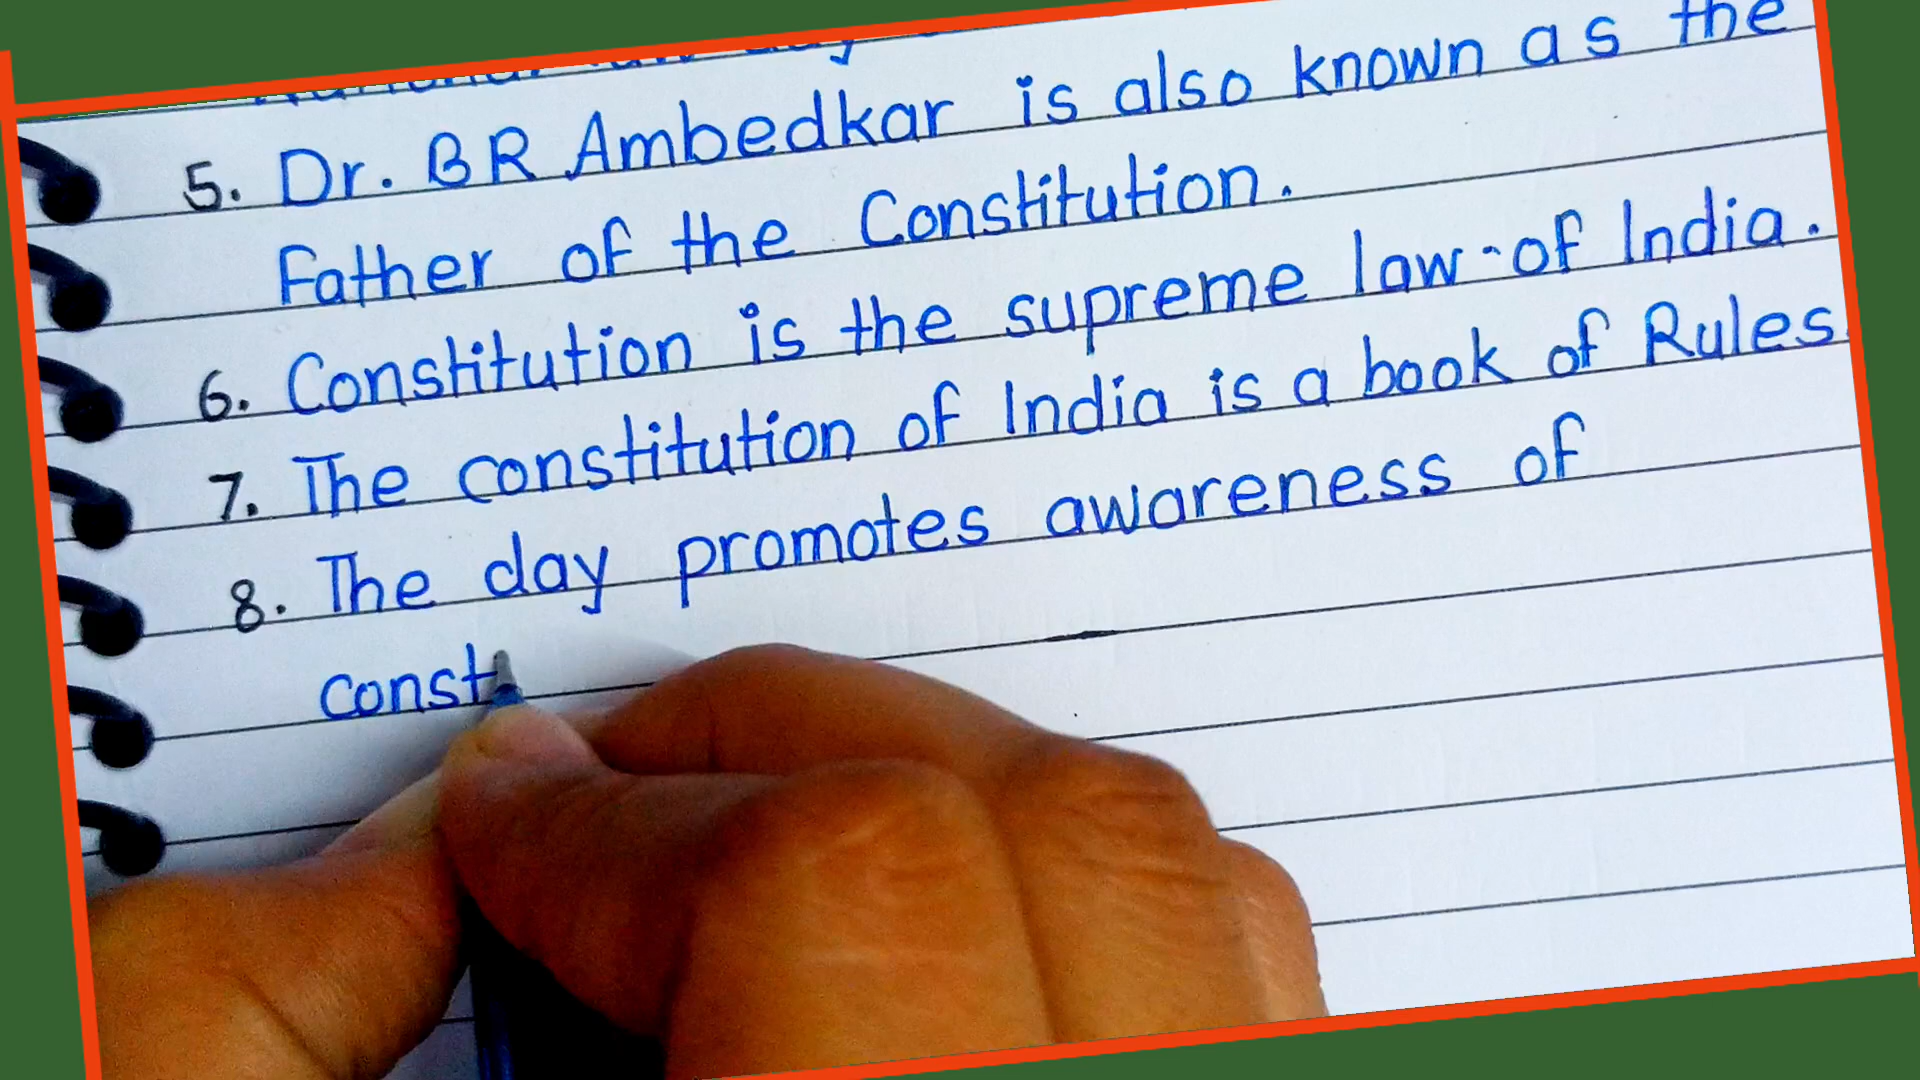 5. Dr. B R Ambedkar is also known as the
Father of the Constitution.
6. Constitution is the supreme law of India.
7. The constitution of India is a book of Rules.
8. The day promotes awareness of
const